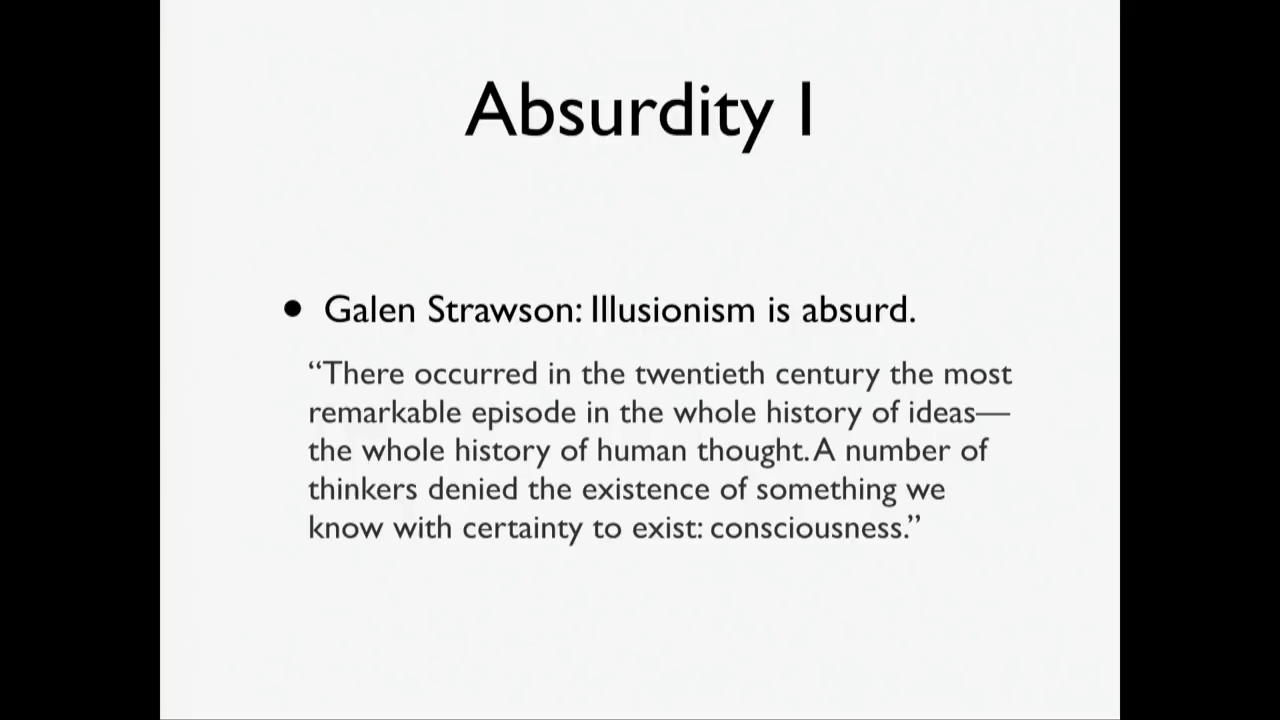 Absurdity I
• Galen Strawson: Illusionism is absurd.
“There occurred in the twentieth century the most
remarkable episode in the whole history of ideas—
the whole history of human thought. A number of
thinkers denied the existence of something we
know with certainty to exist: consciousness.”